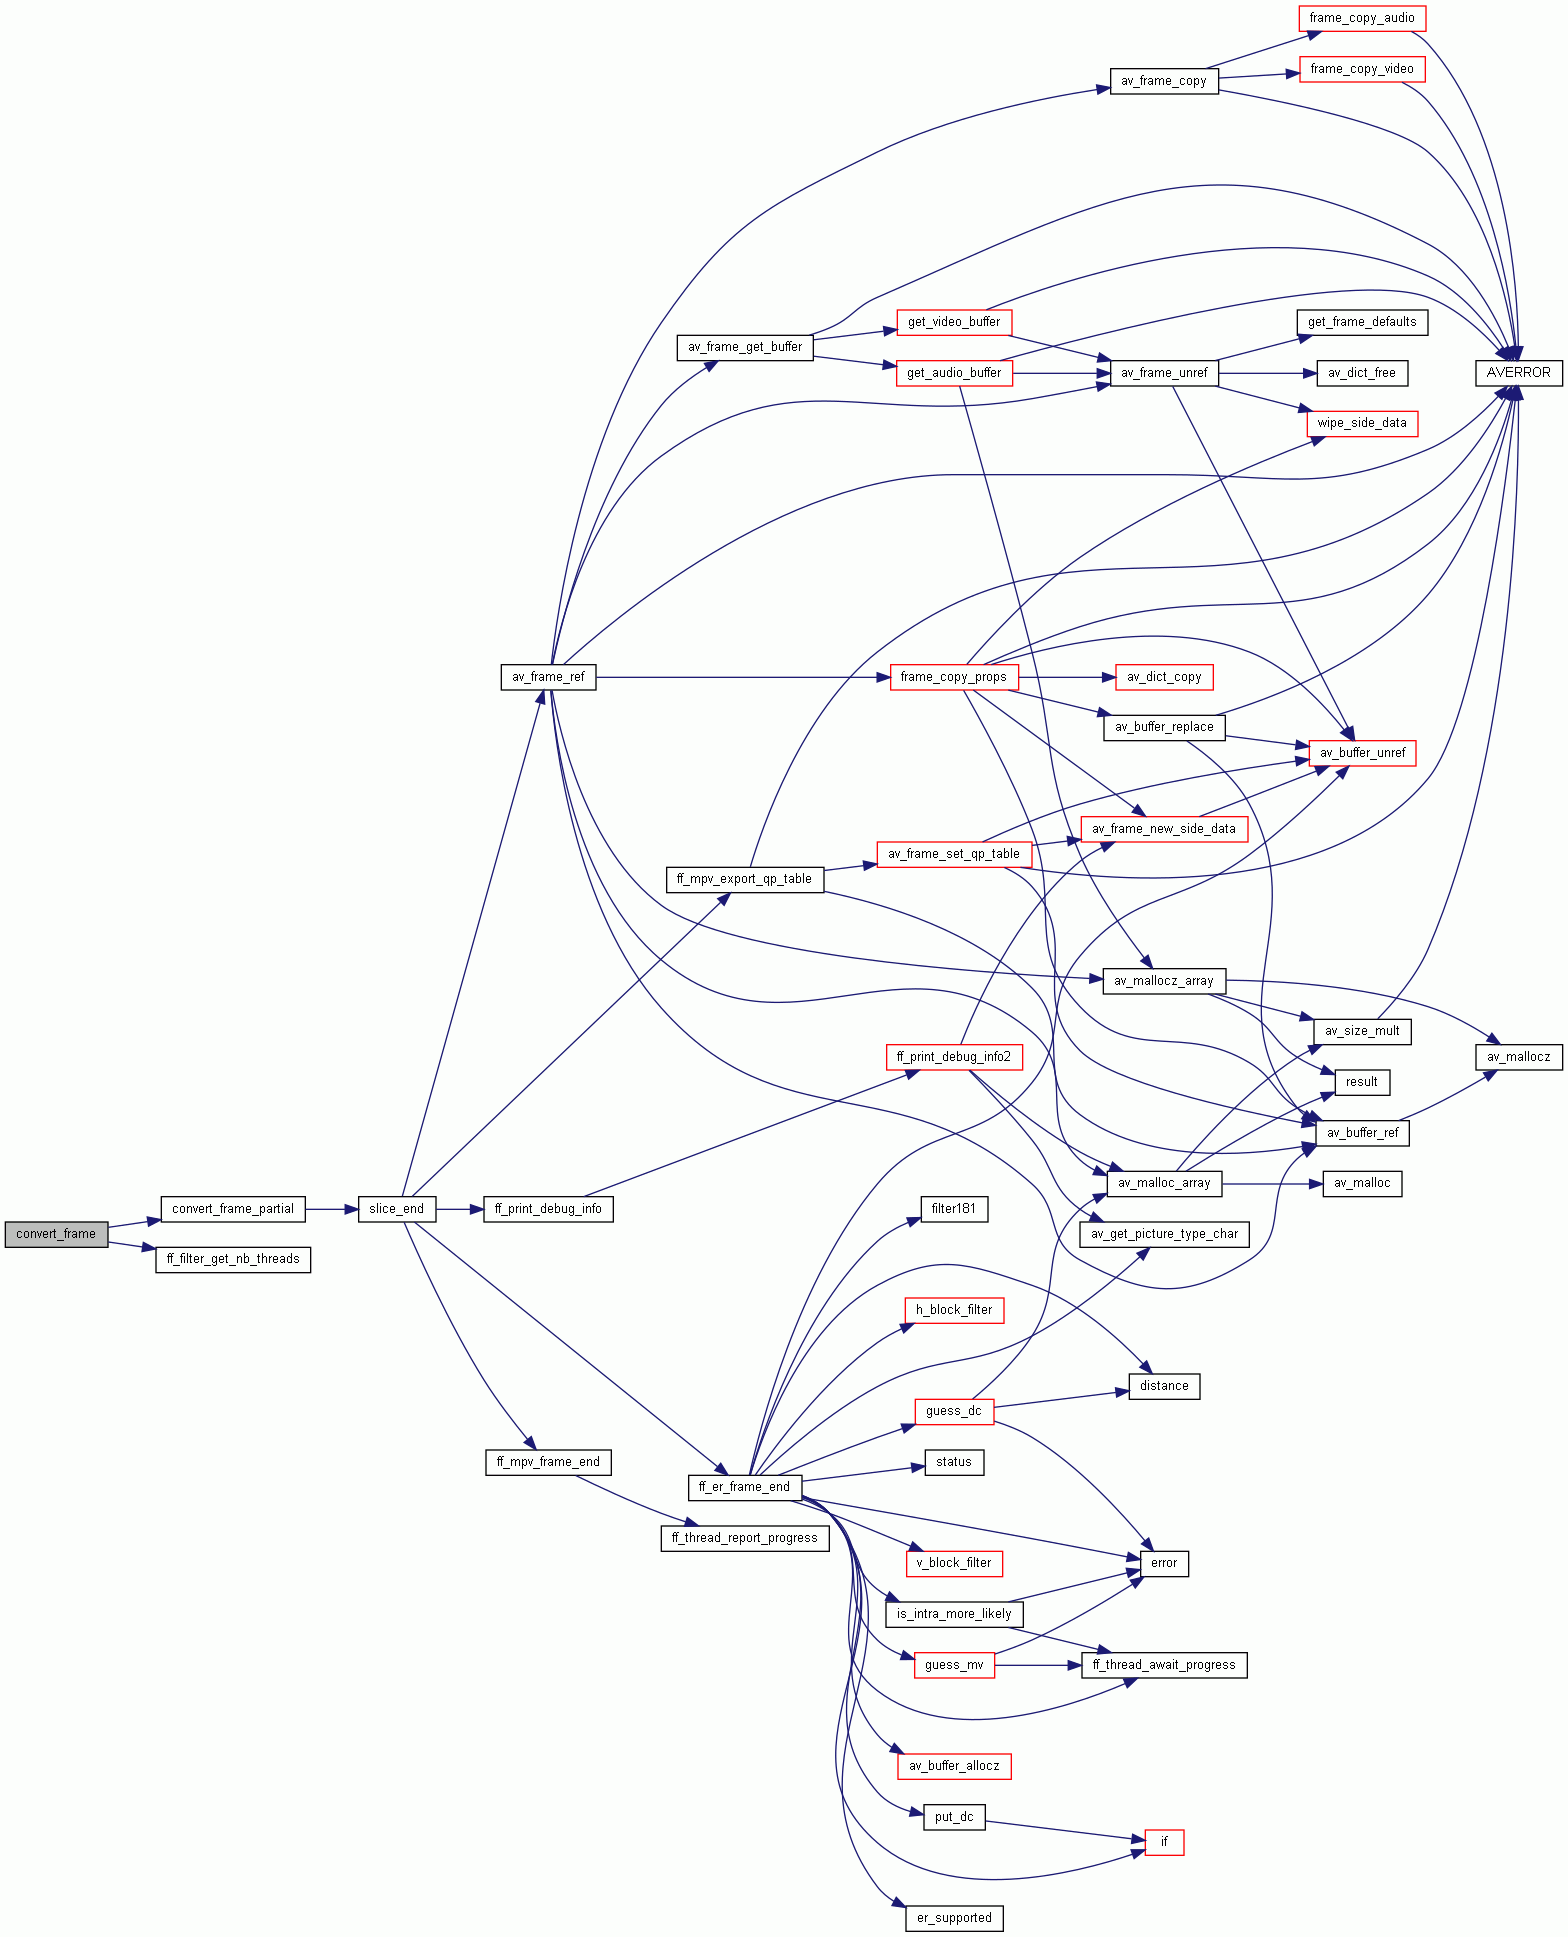 frame_copy_audio
frame_copy_video
av_frame_copy
get_video_buffer
get_frame_defaults
av_frame_get_buffer
get_audio_buffer
av_frame_unref
av_dict_free
AVERROR
wipe_side_data
av_frame_ref
frame_copy_props
av_dict_copy
av_buffer_replace
av_buffer_unref
av_frame_new_side_data
av_frame_set_qp_table
ff_mpv_export_qp_table
av_mallocz_array
av_size_mult
ff_print_debug_info2
av_mallocz
result
av_buffer_ref
av_malloc_array
av_malloc
convert_frame_partial
slice_end
ff_print_debug_info
filter181
convert_frame
av_get_picture_type_char
ff_filter_get_nb_threads
h_block_filter
distance
guess_dc
ff_mpv_frame_end
status
ff_er_frame_end
ff_thread_report_progress
v_block_filter
error
is_intra_more_likely
guess_mv
ff_thread_await_progress
av_buffer_allocz
put_dc
if
er_supported